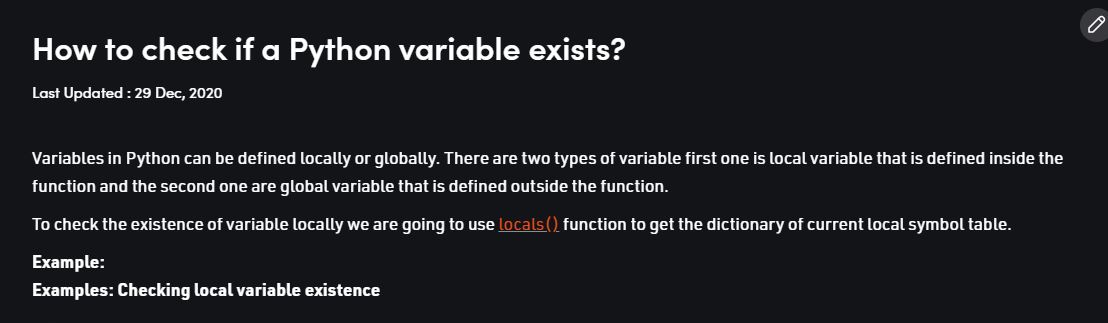 How to check if a Python variable exists?
Last Updated : 29 Dec, 2020
Variables in Python can be defined locally or globally. There are two types of variable first one is local variable that is defined inside the
function and the second one are global variable that is defined outside the function.
To check the existence of variable locally we are going to use locals() function to get the dictionary of current local symbol table.
Example:
Examples: Checking local variable existence